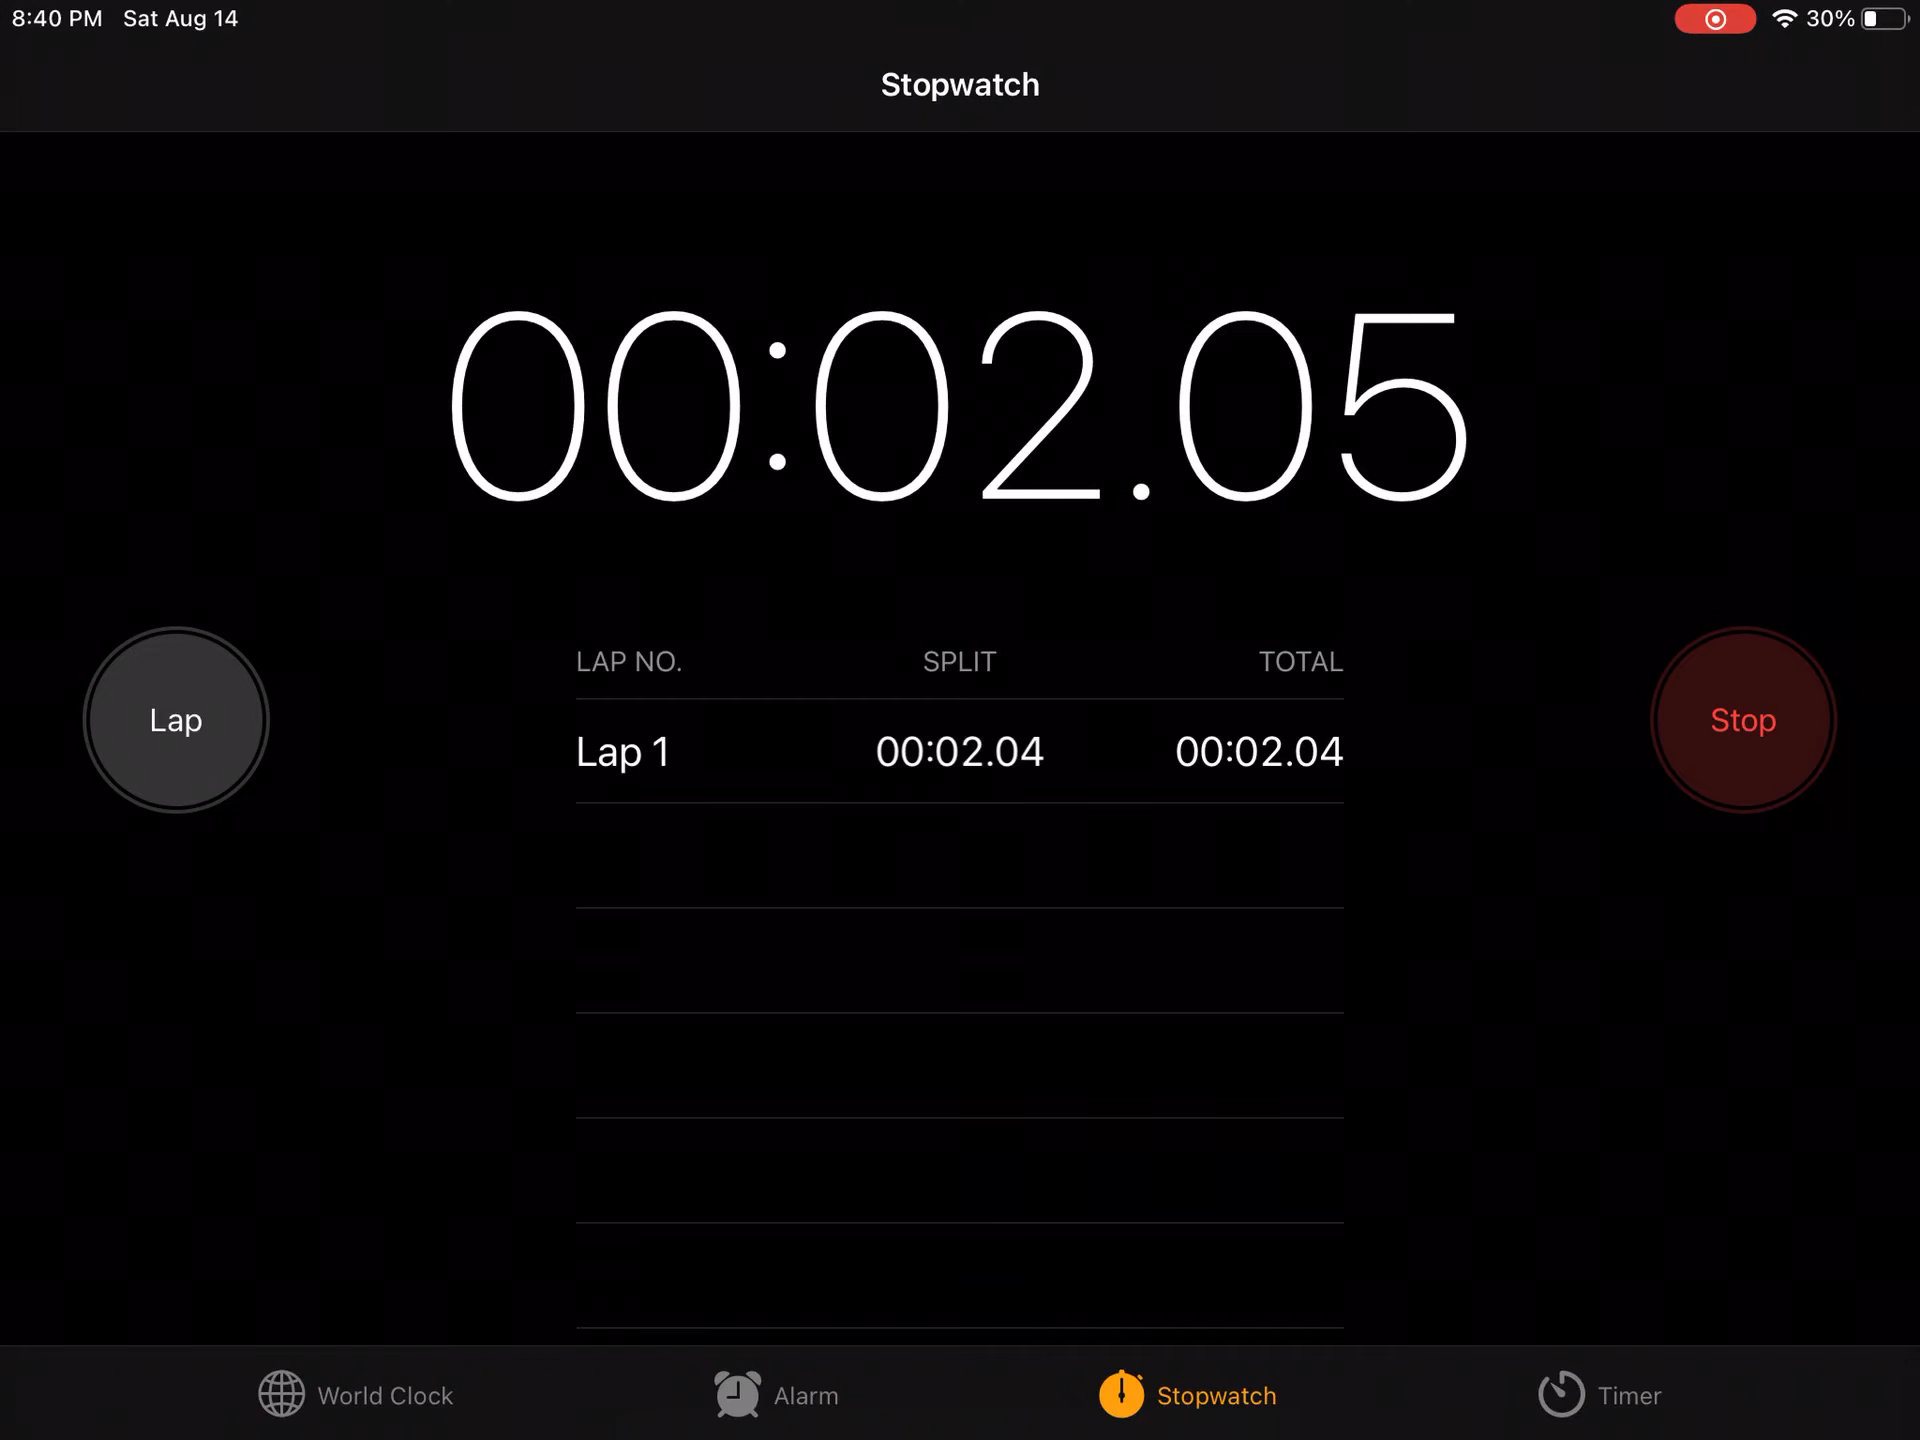 8:40 PM Sat Aug 14 30%
Stopwatch
00:02.05
LAP NO. SPLIT TOTAL
Lap Lap 1 00:02.04 00:02.04 Stop
World Clock Alarm Stopwatch Timer